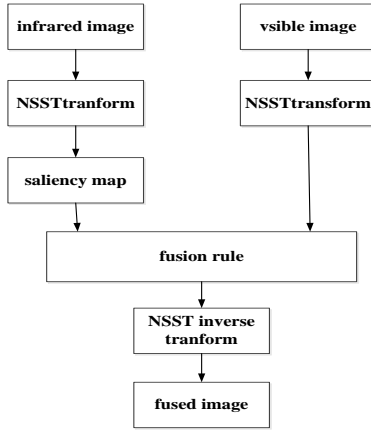 infrared image
vsible image
NSSTtranform
NSSTtransform
saliency map
fusion rule
NSST inverse
tranform
fused image